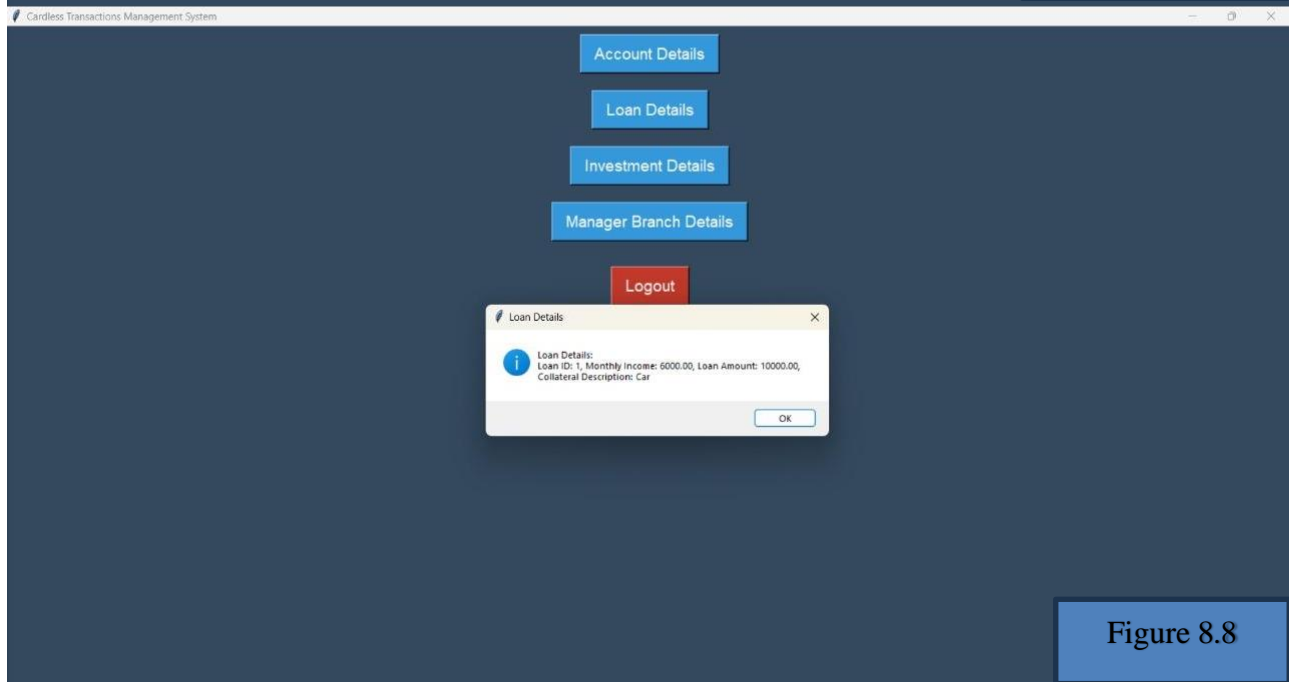 Cardless Transactions Management System
Account Details
Loan Details
Investment Details
Manager Branch Details
Logout
Loan Details
Loan Details:
Loan ID: 1, Monthly Income: 6000.00, Loan Amount: 10000.00,
Collateral Description: Car
OK
Figure 8.8